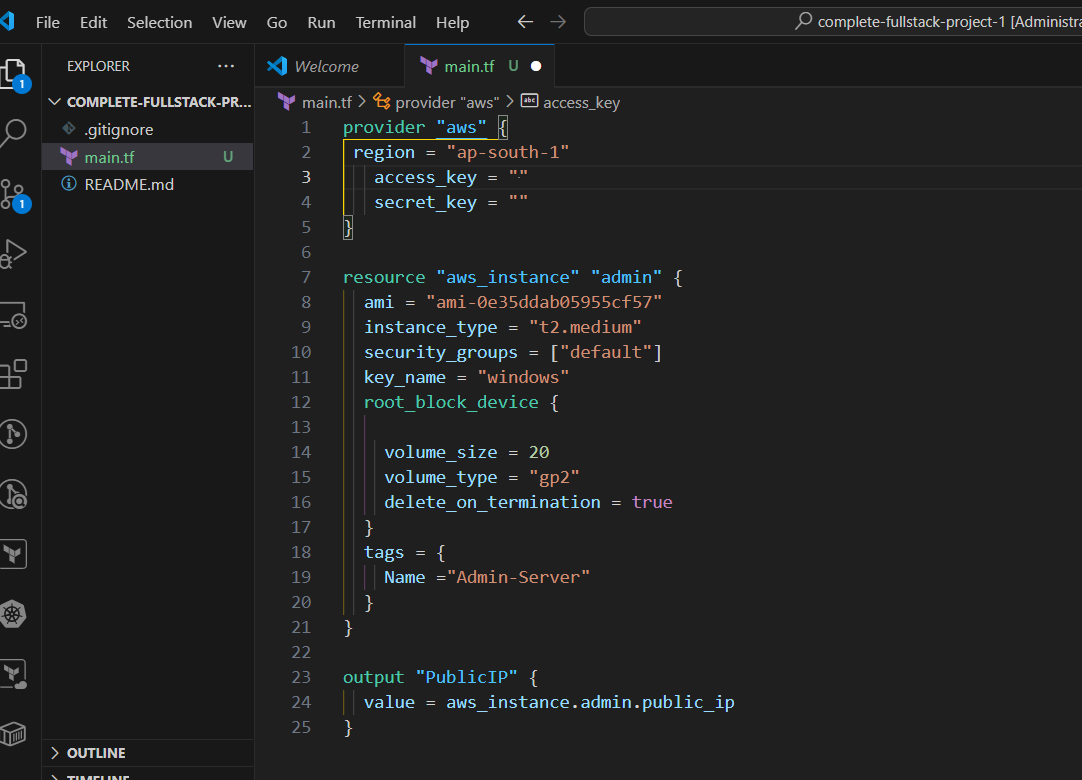 File Edit Selection View Go Run Terminal Help
complete-fullstack-project-1 [Administra
EXPLORER
Welcome
main.tf U
COMPLETE-FULLSTACK-PR...
main.tf > provider "aws" > access_key
.gitignore
main.tf U
README.md
1
1
1 provider "aws" {
2 region = "ap-south-1"
3 access_key = ""
4 secret_key = ""
5 }
6
7 resource "aws_instance" "admin" {
8 ami = "ami-0e35ddab05955cf57"
9 instance_type = "t2.medium"
10 security_groups = ["default"]
11 key_name = "windows"
12 root_block_device {
13
14 volume_size = 20
15 volume_type = "gp2"
16 delete_on_termination = true
17 }
18 tags = {
19 Name ="Admin-Server"
20 }
21 }
22
23 output "PublicIP" {
24 value = aws_instance.admin.public_ip
25 }
OUTLINE
TIMELINE